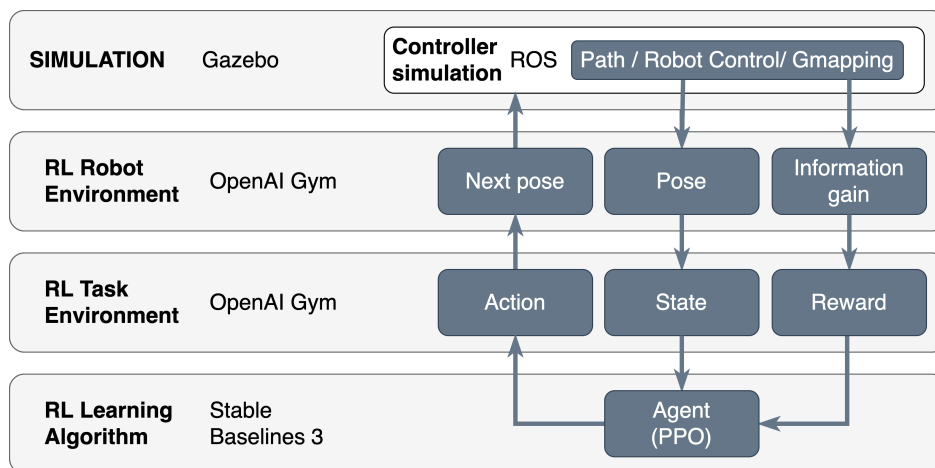 SIMULATION
Gazebo
Controller
simulation
ROS
Path / Robot Control/ Gmapping
RL Robot
Environment
OpenAI Gym
Next pose
Pose
Information
gain
RL Task
Environment
OpenAI Gym
Action
State
Reward
RL Learning
Algorithm
Stable
Baselines 3
Agent
(PPO)